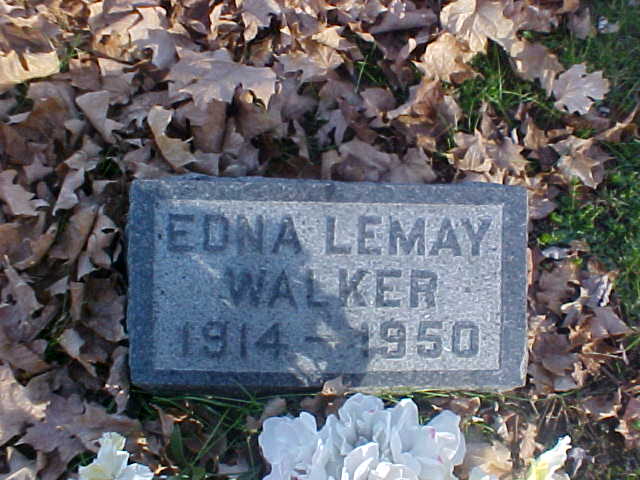 EDNA LEMAY
WALKER
1914 - 1950